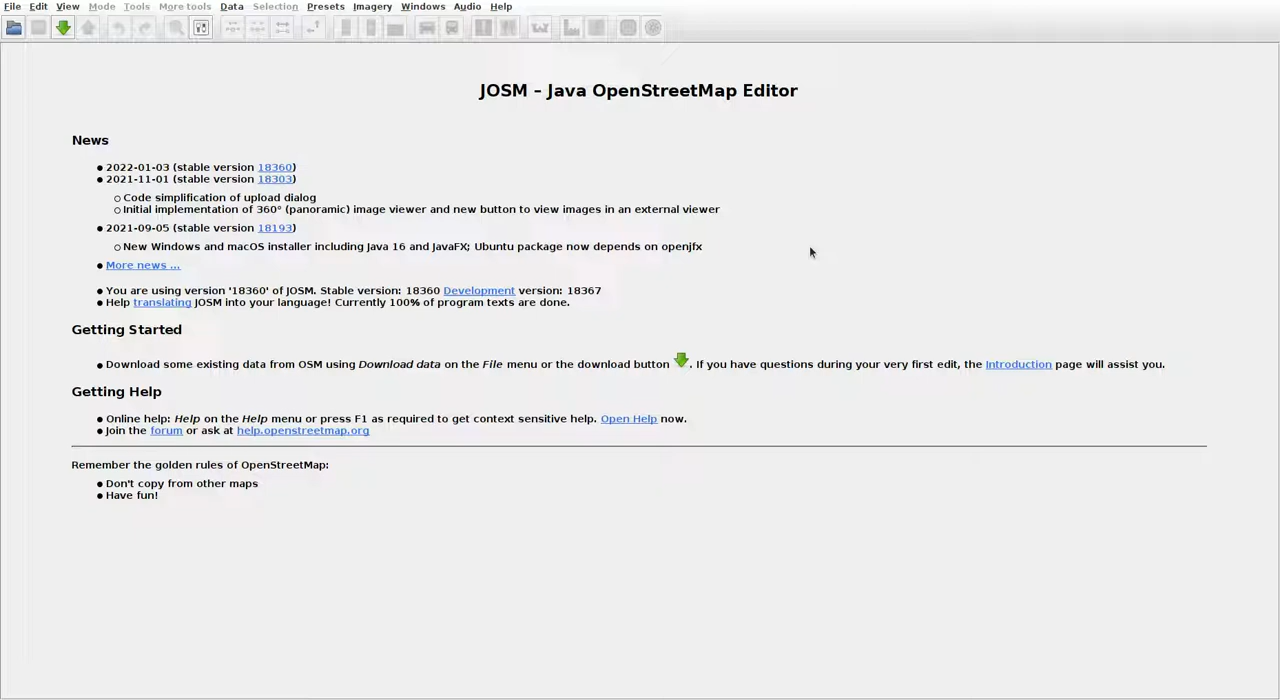 File Edit View Mode Tools More tools Data Selection Presets Imagery Windows Audio Help
JOSM – Java OpenStreetMap Editor
News
2022-01-03 (stable version 18360)
2021-11-01 (stable version 18303)
Code simplification of upload dialog
Initial implementation of 360° (panoramic) image viewer and new button to view images in an external viewer
2021-09-05 (stable version 18193)
New Windows and macOS installer including Java 16 and JavaFX; Ubuntu package now depends on openjfx
More news ...
You are using version '18360' of JOSM. Stable version: 18360 Development version: 18367
Help translating JOSM into your language! Currently 100% of program texts are done.
Getting Started
Download some existing data from OSM using Download data on the File menu or the download button . If you have questions during your very first edit, the Introduction page will assist you.
Getting Help
Online help: Help on the Help menu or press F1 as required to get context sensitive help. Open Help now.
Join the forum or ask at help.openstreetmap.org
Remember the golden rules of OpenStreetMap:
Don't copy from other maps
Have fun!